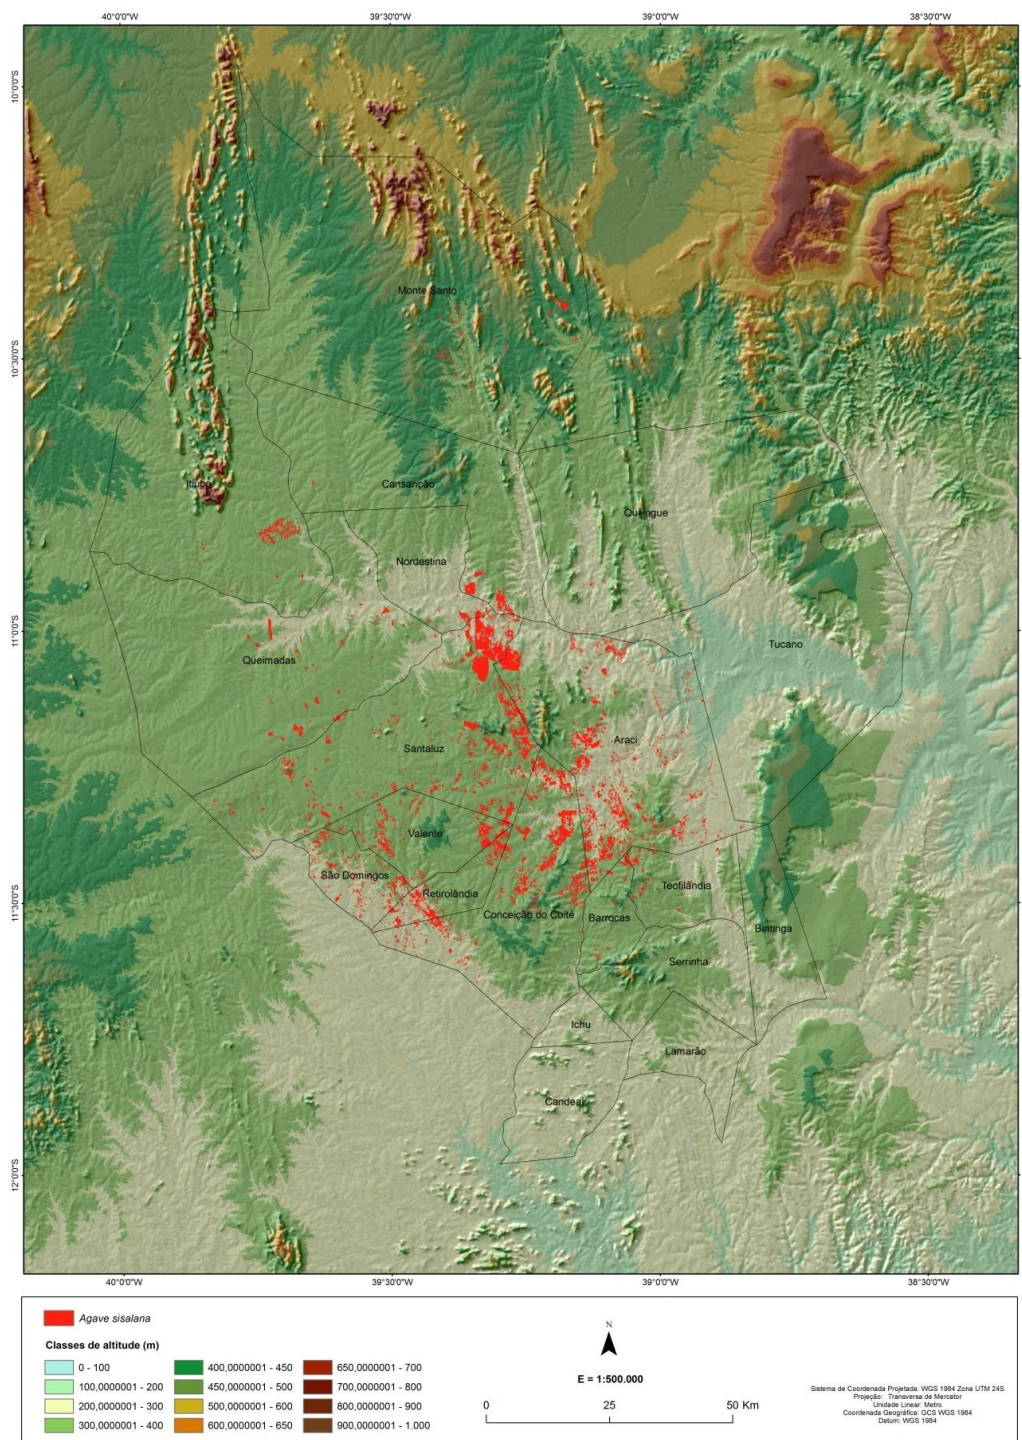 40°0'0"W 39°30'0"W 39°0'0"W 38°30'0"W
10°0'0"S
10°30'0"S
11°0'0"S
11°30'0"S
12°0'0"S
Monte Santo
Itiúba
Cansanção
Quijingue
Nordestina
Tucano
Queimadas
Araci
Santaluz
Valente
São Domingos
Retirolândia
Teofilândia
Conceição do Coité
Barrocas
Biritinga
Serrinha
Ichu
Lamarão
Candeal
40°0'0"W 39°30'0"W 39°0'0"W 38°30'0"W
Agave sisalana
Classes de altitude (m)
0 - 100
100,0000001 - 200
200,0000001 - 300
300,0000001 - 400
400,0000001 - 450
450,0000001 - 500
500,0000001 - 600
600,0000001 - 650
650,0000001 - 700
700,0000001 - 800
800,0000001 - 900
900,0000001 - 1.000
N
E = 1:500.000
0 25 50 Km
Sistema de Coordenada Projetada: WGS 1984 Zona UTM 24S
Projeção: Transversa de Mercator
Unidade Linear: Metro
Coordenada Geográfica: GCS WGS 1984
Datum: WGS 1984